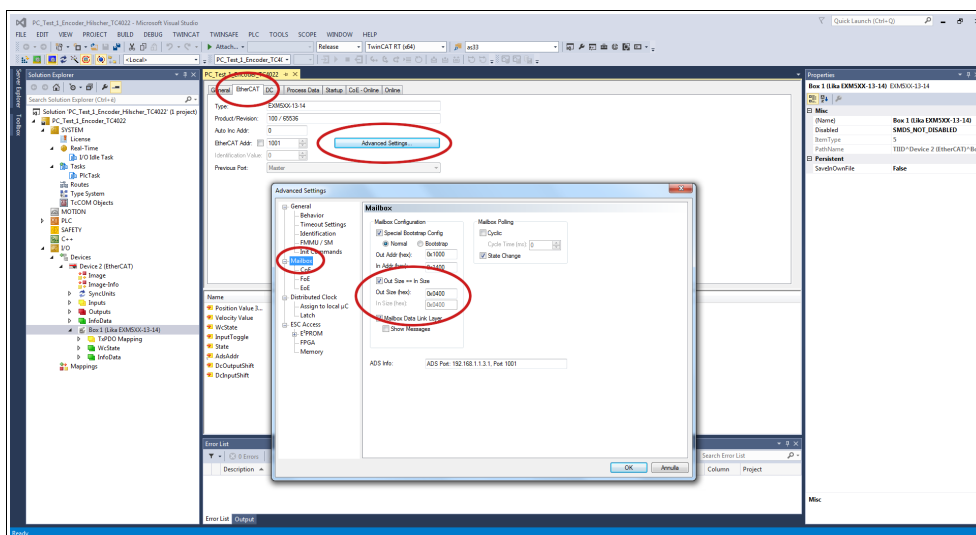 PC_Test_1_Encoder_Hilscher_TC4022 - Microsoft Visual Studio
Quick Launch (Ctrl+Q)
FILE EDIT VIEW PROJECT BUILD DEBUG TWINCAT TWINSAFE PLC TOOLS SCOPE WINDOW HELP
Attach... Release TwinCAT RT (x64) as33
<Local> PC_Test_1_Encoder_TC4(
Server Explorer
Toolbox
Solution Explorer
Search Solution Explorer (Ctrl+è)
Solution 'PC_Test_1_Encoder_Hilscher_TC4022' (1 project)
PC_Test_1_Encoder_TC4022
SYSTEM
License
Real-Time
I/O Idle Task
Tasks
PlcTask
Routes
Type System
TcCOM Objects
MOTION
PLC
SAFETY
C++
I/O
Devices
Device 2 (EtherCAT)
Image
Image-Info
SyncUnits
Inputs
Outputs
InfoData
Box 1 (Lika EXM5XX-13-14)
TxPDO Mapping
WcState
InfoData
Mappings
PC_Test_1_Encoder_TC4022
General EtherCAT DC Process Data Startup CoE - Online Online
Type: EXM5XX-13-14
Product/Revision: 100 / 65536
Auto Inc Addr: 0
EtherCAT Addr: 1001 Advanced Settings...
Identification Value: 0
Previous Port: Master
Name
Position Value 3...
Velocity Value
WcState
InputToggle
State
AdsAddr
DcOutputShift
DcInputShift
Advanced Settings
General
Behavior
Timeout Settings
Identification
FMMU / SM
Init Commands
Mailbox
CoE
FoE
EoE
Distributed Clock
Assign to local µC
Latch
ESC Access
E²PROM
FPGA
Memory
Mailbox
Mailbox Configuration
Special Bootstrap Config
Normal Bootstrap
Out Addr (hex): 0x1000
In Addr (hex): 0x1400
Out Size == In Size
Out Size (hex): 0x0400
In Size (hex): 0x0400
Mailbox Data Link Layer
Show Messages
Mailbox Polling
Cyclic
Cycle Time (ms): 0
State Change
ADS Info: ADS Port: 192.168.1.1.3.1, Port 1001
OK Annulla
Error List
0 Errors
Search Error List
Description Column Project
Error List Output
Properties
Box 1 (Lika EXM5XX-13-14) EXM5XX-13-14
Misc
(Name) Box 1 (Lika EXM5XX-13-14)
Disabled SMDS_NOT_DISABLED
ItemType 5
PathName TIID^Device 2 (EtherCAT)^Bo
Persistent
SaveInOwnFile False
Misc
Ready